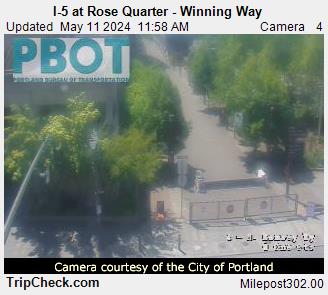 I-5 at Rose Quarter - Winning Way
Updated May 11 2024 11:58 AM Camera 4
PBOT
PORTLAND BUREAU OF TRANSPORTATION
Camera courtesy of the City of Portland
TripCheck.com Milepost302.00